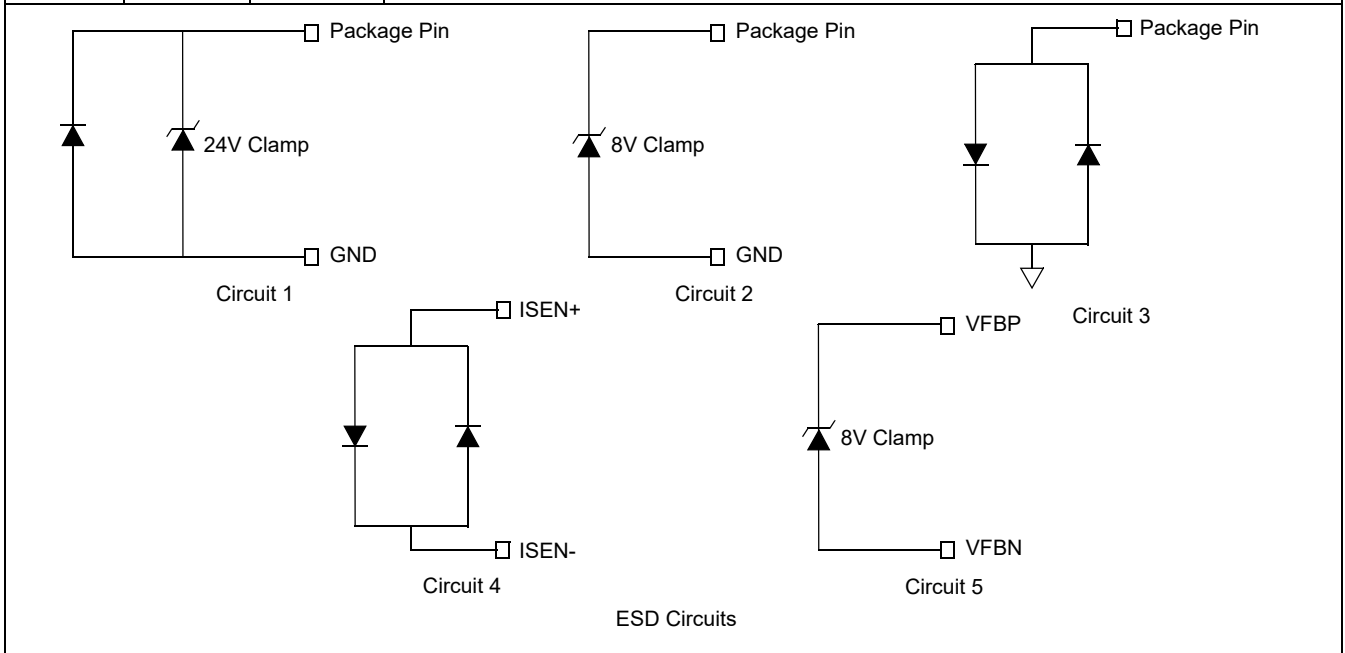 Package Pin
24V Clamp
GND
Circuit 1
Package Pin
8V Clamp
GND
Circuit 2
Package Pin
Circuit 3
ISEN+
ISEN-
Circuit 4
VFBP
8V Clamp
VFBN
Circuit 5
ESD Circuits